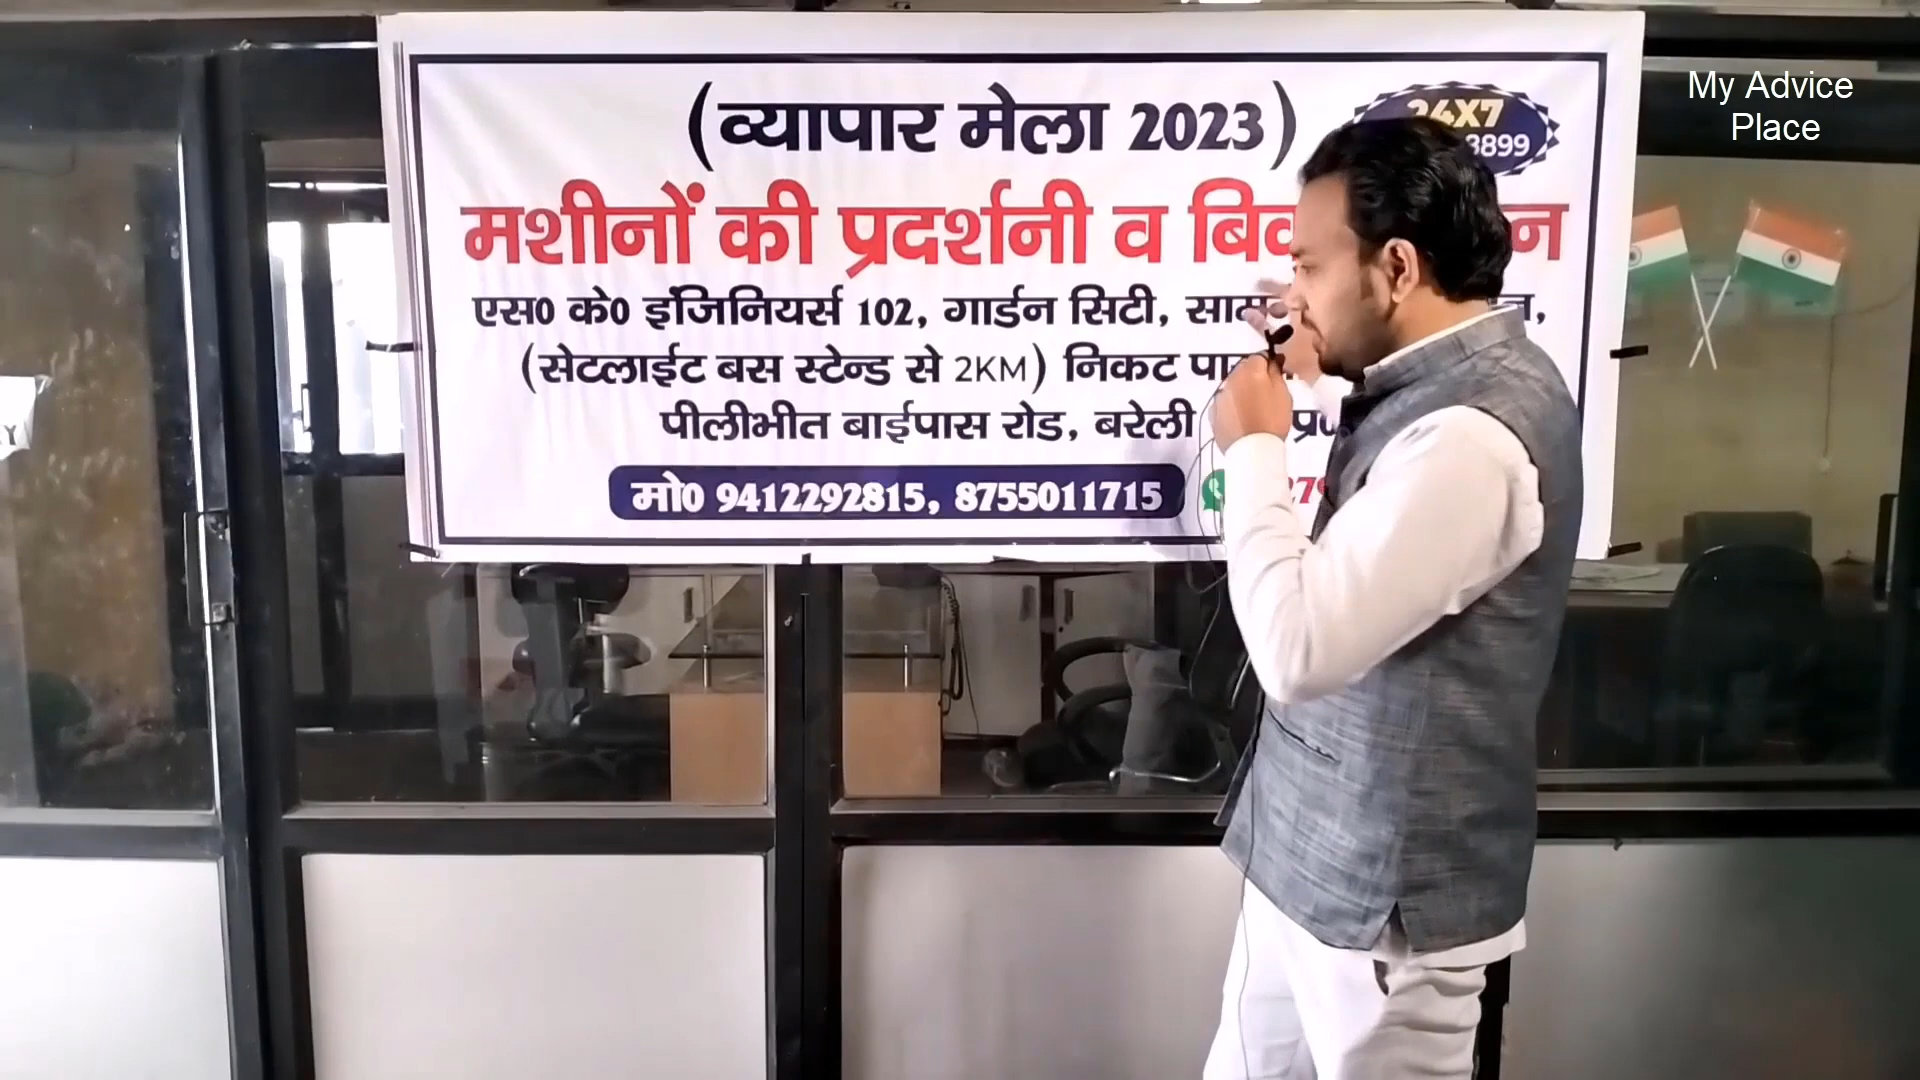 My Advice
Place
(व्यापार मेला 2023)
24X7
3899
मशीनों की प्रदर्शनी व
एस0 के0 इंजिनियर्स 102, गार्डन सिटी,
(सेटलाईट बस स्टेन्ड से 2KM) निकट
पीलीभीत बाईपास रोड, बरेली
मो0 9412292815, 8755011715